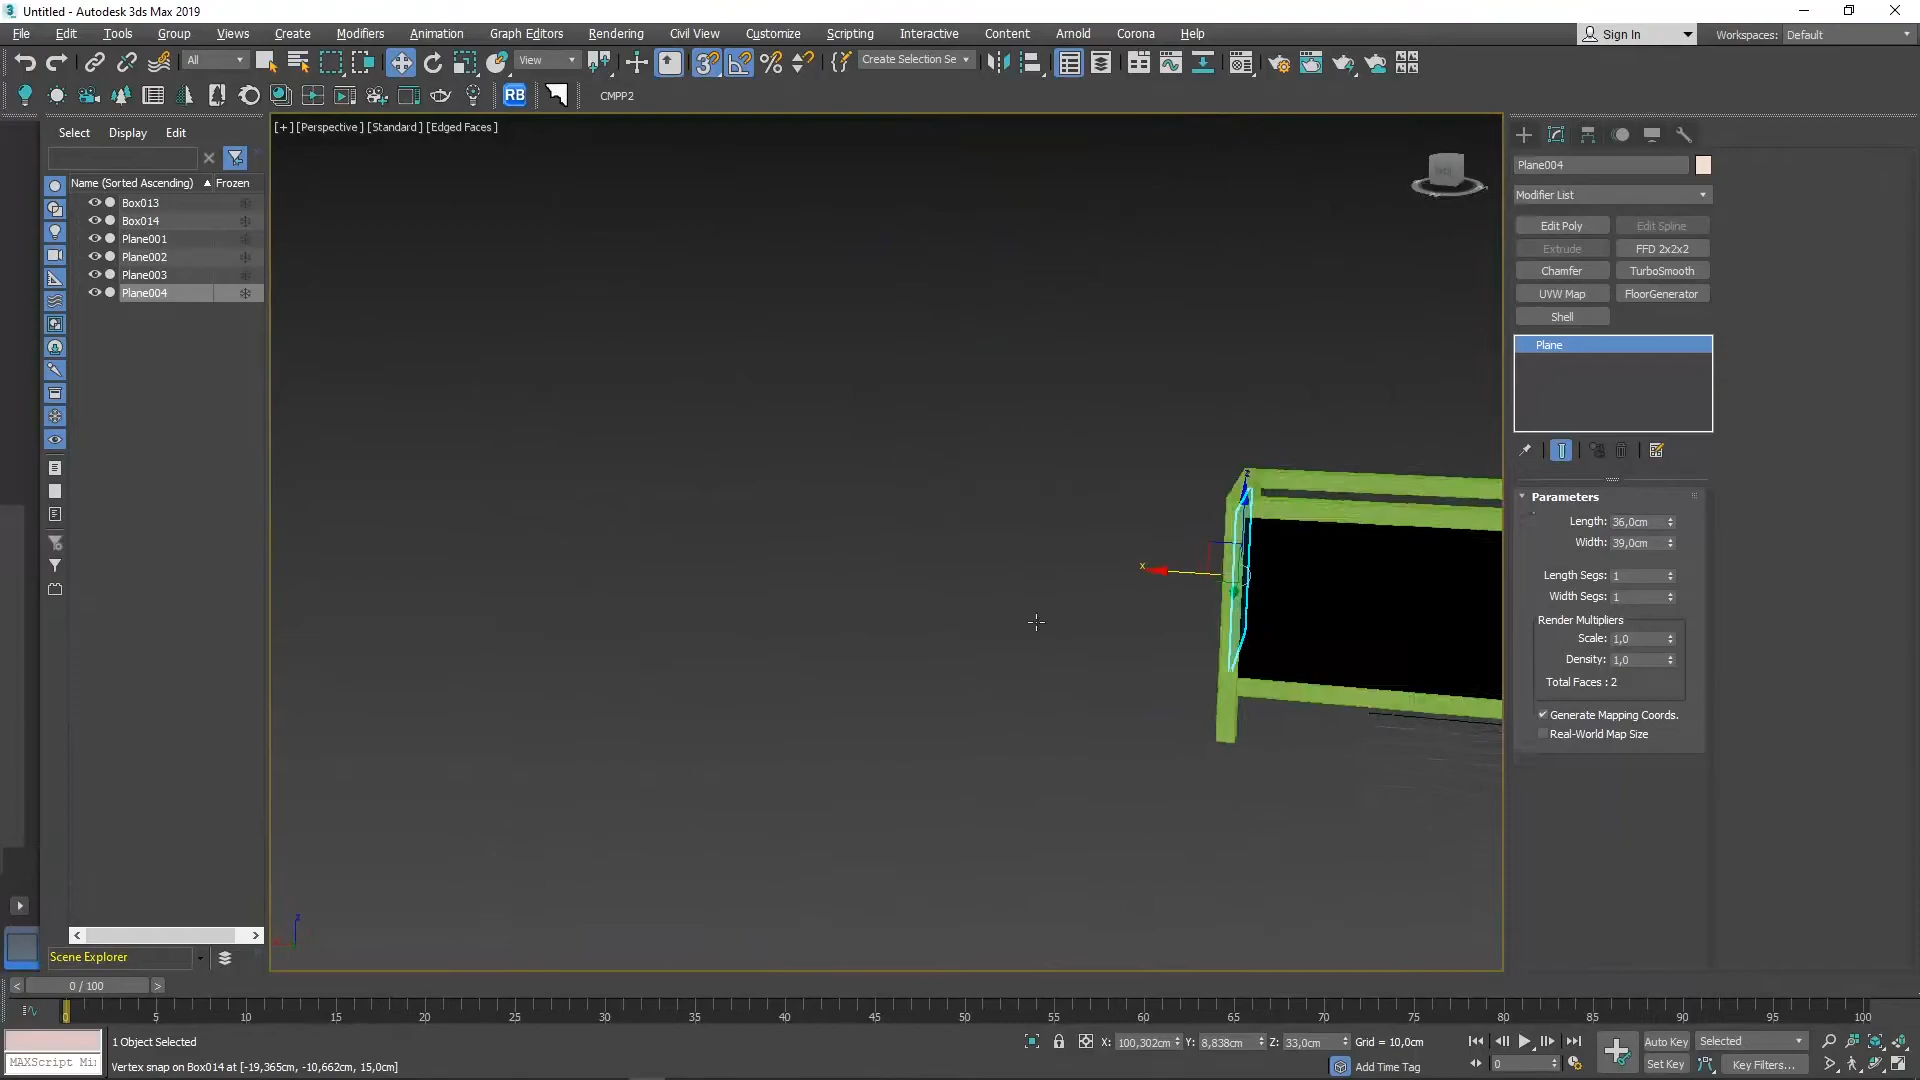 Untitled - Autodesk 3ds Max 2019
File Edit Tools Group Views Create Modifiers Animation Graph Editors Rendering Civil View Customize Scripting Interactive Content Arnold Corona Help
Sign In
Workspaces: Default
All
View
Create Selection Se
RB
CMPP2
Select Display Edit
Name (Sorted Ascending)
Frozen
Box013
Box014
Plane001
Plane002
Plane003
Plane004
[+] [Perspective] [Standard] [Edged Faces]
x
z
z
Plane004
Modifier List
Edit Poly
Edit Spline
Extrude
FFD 2x2x2
Chamfer
TurboSmooth
UVW Map
FloorGenerator
Shell
Plane
Parameters
Length: 36,0cm
Width: 39,0cm
Length Segs: 1
Width Segs: 1
Render Multipliers
Scale: 1,0
Density: 1,0
Total Faces : 2
Generate Mapping Coords.
Real-World Map Size
Scene Explorer
0 / 100
0 5 10 15 20 25 30 35 40 45 50 55 60 65 70 75 80 85 90 95 100
1 Object Selected
X: 100,302cm Y: 8,838cm Z: 33,0cm Grid = 10,0cm
Auto Key
Selected
MAXScript Mi
Vertex snap on Box014 at [-19,365cm, -10,662cm, 15,0cm]
Add Time Tag
0
Set Key
Key Filters...